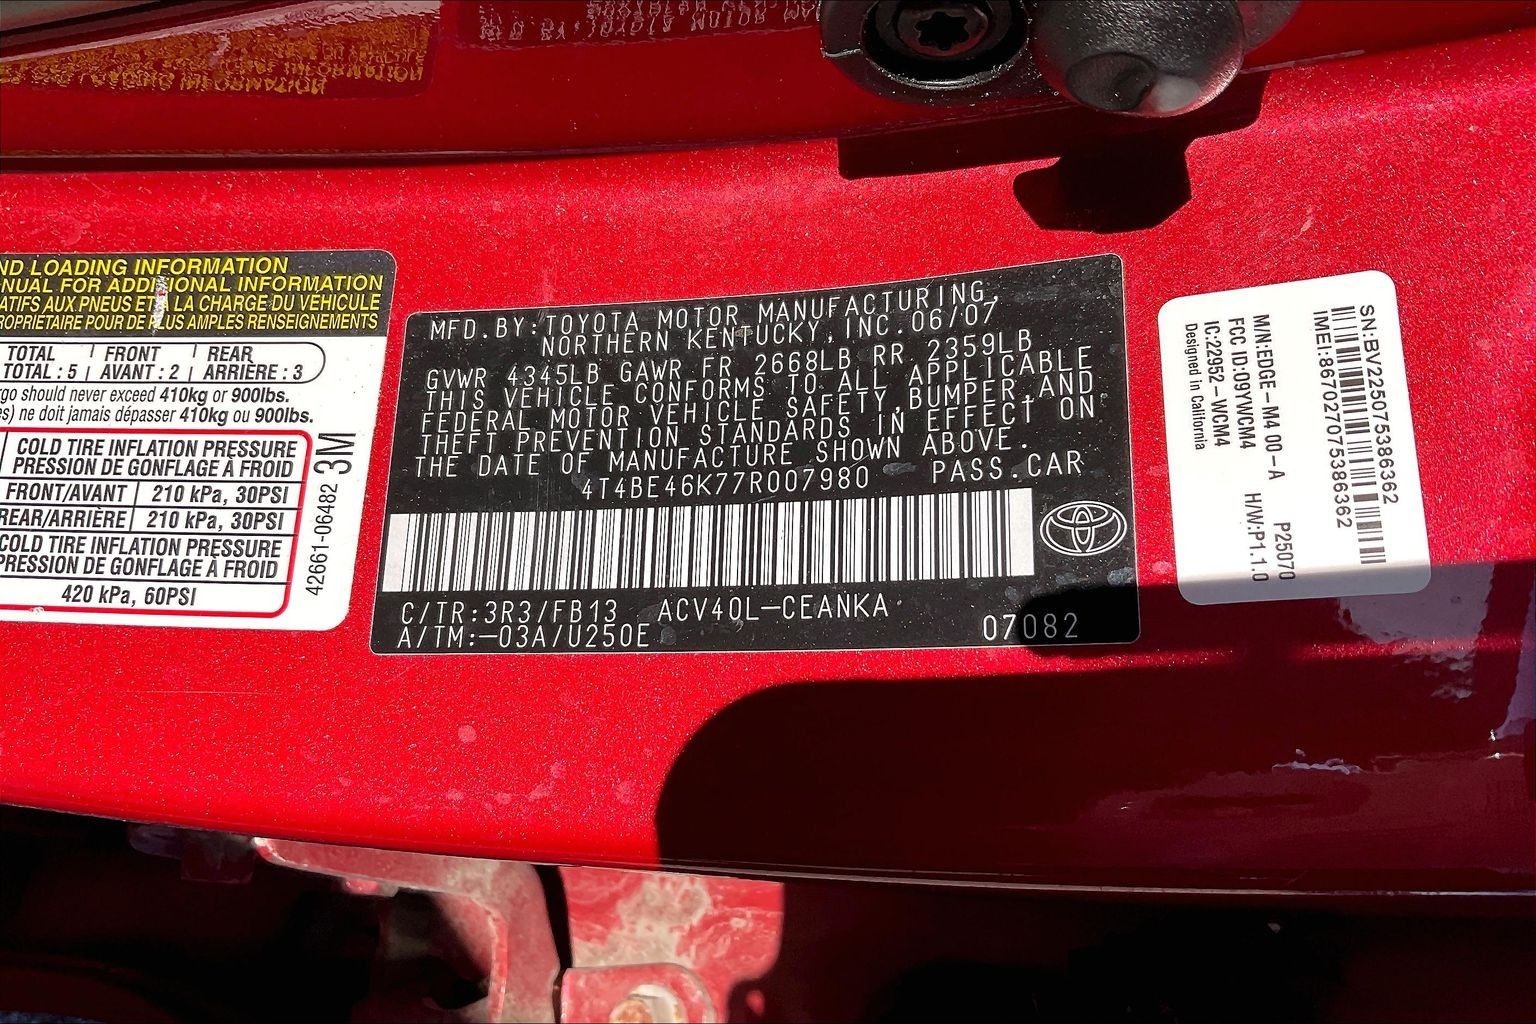 ND LOADING INFORMATION
NUAL FOR ADDITIONAL INFORMATION
ATIFS AUX PNEUS ET À LA CHARGE DU VÉHICULE
PROPRIÉTAIRE POUR DE PLUS AMPLES RENSEIGNEMENTS
TOTAL FRONT REAR
TOTAL : 5 AVANT : 2 ARRIÈRE : 3
rgo should never exceed 410kg or 900lbs.
es) ne doit jamais dépasser 410kg ou 900lbs.
COLD TIRE INFLATION PRESSURE
PRESSION DE GONFLAGE À FROID
FRONT/AVANT 210 kPa, 30PSI
REAR/ARRIÈRE 210 kPa, 30PSI
COLD TIRE INFLATION PRESSURE
PRESSION DE GONFLAGE À FROID
420 kPa, 60PSI
42661-06482 3M
MFD.BY:TOYOTA MOTOR MANUFACTURING,
NORTHERN KENTUCKY,INC.06/07
GVWR 4345LB GAWR FR 2668LB RR 2359LB
THIS VEHICLE CONFORMS TO ALL APPLICABLE
FEDERAL MOTOR VEHICLE SAFETY,BUMPER,AND
THEFT PREVENTION STANDARDS IN EFFECT ON
THE DATE OF MANUFACTURE SHOWN ABOVE.
4T4BE46K77R007980 PASS.CAR
C/TR:3R3/FB13 ACV40L-CEANKA
A/TM:-03A/U250E 07082
SN:BV225075386362
IMEI:867027075386362
M/N:EDGE-M4 00-A P25070
FCC ID:09YWCM4 H/W:P1.1.0
IC:22952-WCM4
Designed in California